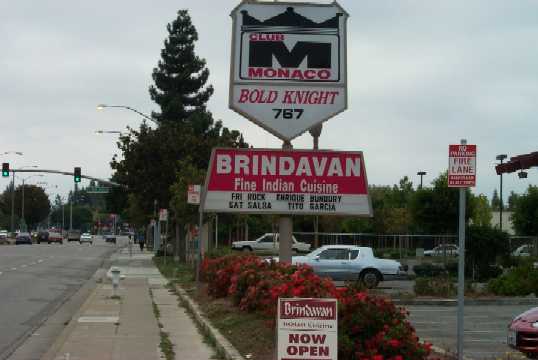 CLUB
M
MONACO
BOLD KNIGHT
767
BRINDAVAN
Fine Indian Cuisine
FRI ROCK ENRIQUE BUNBURY
SAT SALSA TITO GARCIA
NO
PARKING
FIRE
LANE
Brindavan
Indian Cuisine
NOW
OPEN